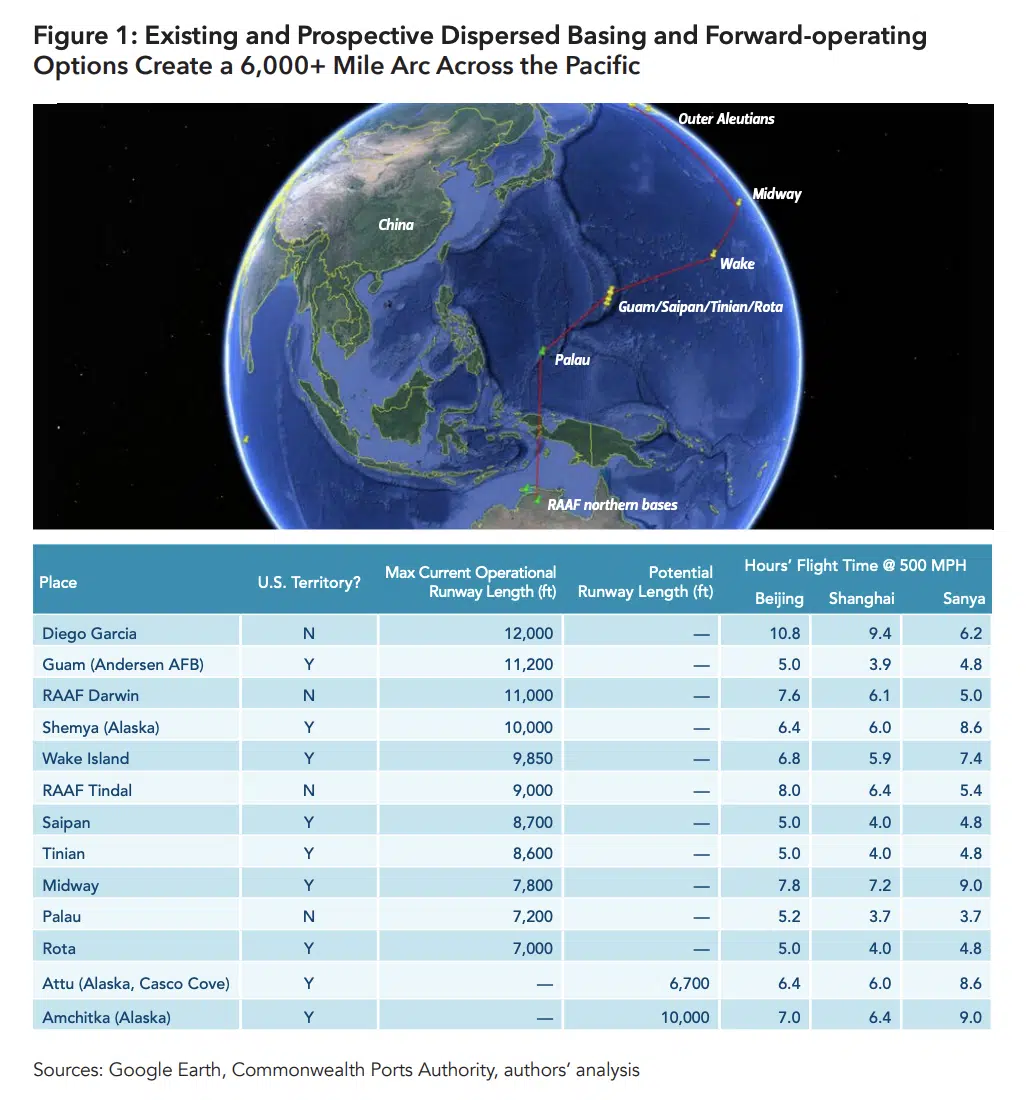 Figure 1: Existing and Prospective Dispersed Basing and Forward-operating
Options Create a 6,000+ Mile Arc Across the Pacific
Outer Aleutians
Midway
China
Wake
Guam/Saipan/Tinian/Rota
Palau
RAAF northern bases
Place U.S. Territory? Max Current Operational Runway Length (ft) Potential Runway Length (ft) Hours’ Flight Time @ 500 MPH
Beijing Shanghai Sanya
Diego Garcia N 12,000 — 10.8 9.4 6.2
Guam (Andersen AFB) Y 11,200 — 5.0 3.9 4.8
RAAF Darwin N 11,000 — 7.6 6.1 5.0
Shemya (Alaska) Y 10,000 — 6.4 6.0 8.6
Wake Island Y 9,850 — 6.8 5.9 7.4
RAAF Tindal N 9,000 — 8.0 6.4 5.4
Saipan Y 8,700 — 5.0 4.0 4.8
Tinian Y 8,600 — 5.0 4.0 4.8
Midway Y 7,800 — 7.8 7.2 9.0
Palau N 7,200 — 5.2 3.7 3.7
Rota Y 7,000 — 5.0 4.0 4.8
Attu (Alaska, Casco Cove) Y — 6,700 6.4 6.0 8.6
Amchitka (Alaska) Y — 10,000 7.0 6.4 9.0
Sources: Google Earth, Commonwealth Ports Authority, authors’ analysis